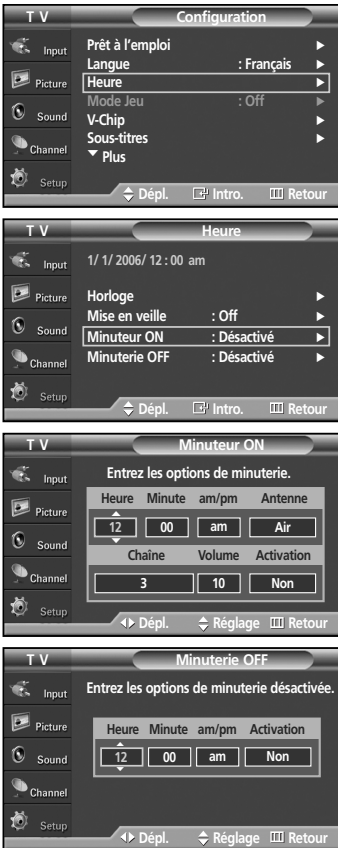 T V
Configuration
Input
Picture
Sound
Channel
Setup
Prêt à l'emploi
Langue : Français
Heure
Mode Jeu : Off
V-Chip
Sous-titres
Plus
Dépl. Intro. Retour
T V
Heure
Input
Picture
Sound
Channel
Setup
1/ 1/ 2006/ 12 : 00 am
Horloge
Mise en veille : Off
Minuteur ON : Désactivé
Minuterie OFF : Désactivé
Dépl. Intro. Retour
T V
Minuteur ON
Input
Picture
Sound
Channel
Setup
Entrez les options de minuterie.
Heure Minute am/pm Antenne
12 00 am Air
Chaîne Volume Activation
3 10 Non
Dépl. Réglage Retour
T V
Minuterie OFF
Input
Picture
Sound
Channel
Setup
Entrez les options de minuterie désactivée.
Heure Minute am/pm Activation
12 00 am Non
Dépl. Réglage Retour